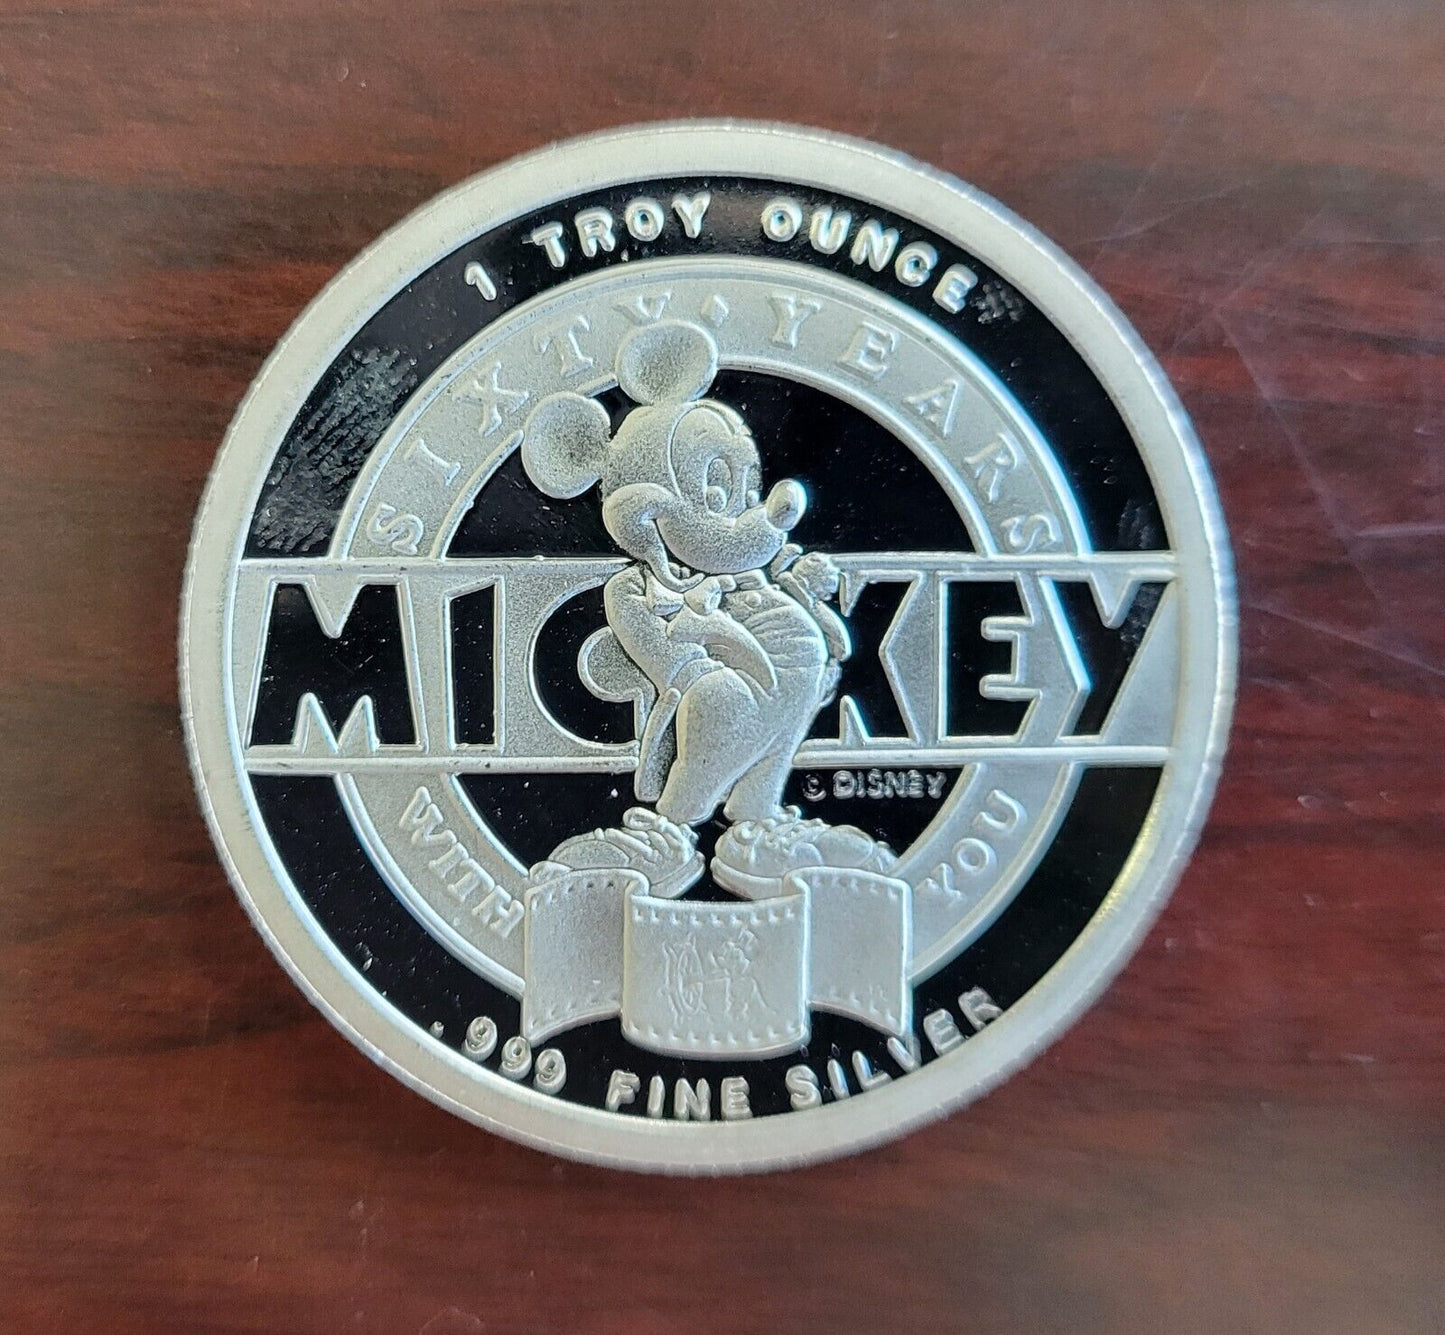 1 TROY OUNCE
SIXTY • YEARS
MICKEY
© DISNEY
WITH YOU
.999 FINE SILVER